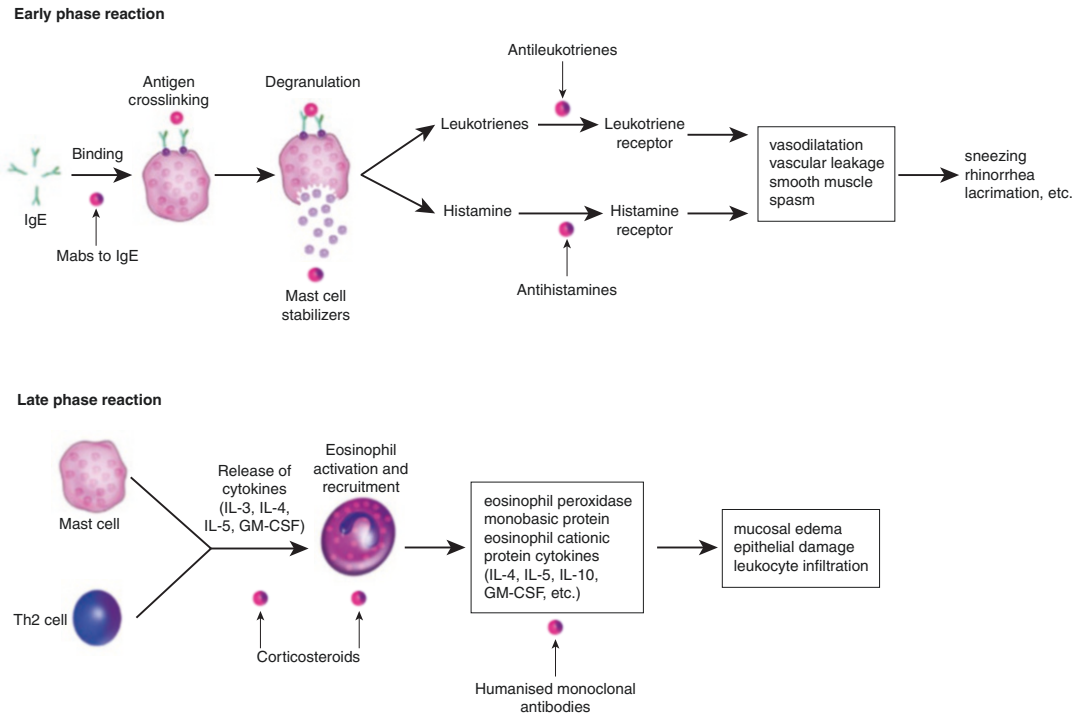 Early phase reaction
Antigen
crosslinking
Degranulation
Antileukotrienes
IgE
Binding
Mabs to IgE
Mast cell
stabilizers
Leukotrienes
Leukotriene
receptor
Histamine
Histamine
receptor
Antihistamines
vasodilatation
vascular leakage
smooth muscle
spasm
sneezing
rhinorrhea
lacrimation, etc.
Late phase reaction
Mast cell
Th2 cell
Release of
cytokines
(IL-3, IL-4,
IL-5, GM-CSF)
Eosinophil
activation and
recruitment
Corticosteroids
eosinophil peroxidase
monobasic protein
eosinophil cationic
protein cytokines
(IL-4, IL-5, IL-10,
GM-CSF, etc.)
Humanised monoclonal
antibodies
mucosal edema
epithelial damage
leukocyte infiltration